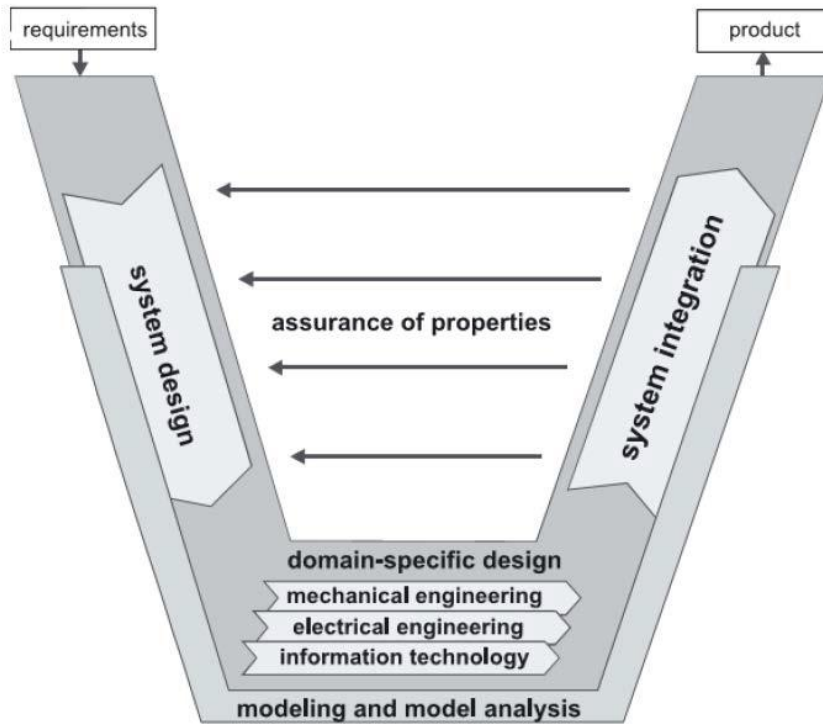 requirements
product
system design
assurance of properties
system integration
domain-specific design
mechanical engineering
electrical engineering
information technology
modeling and model analysis